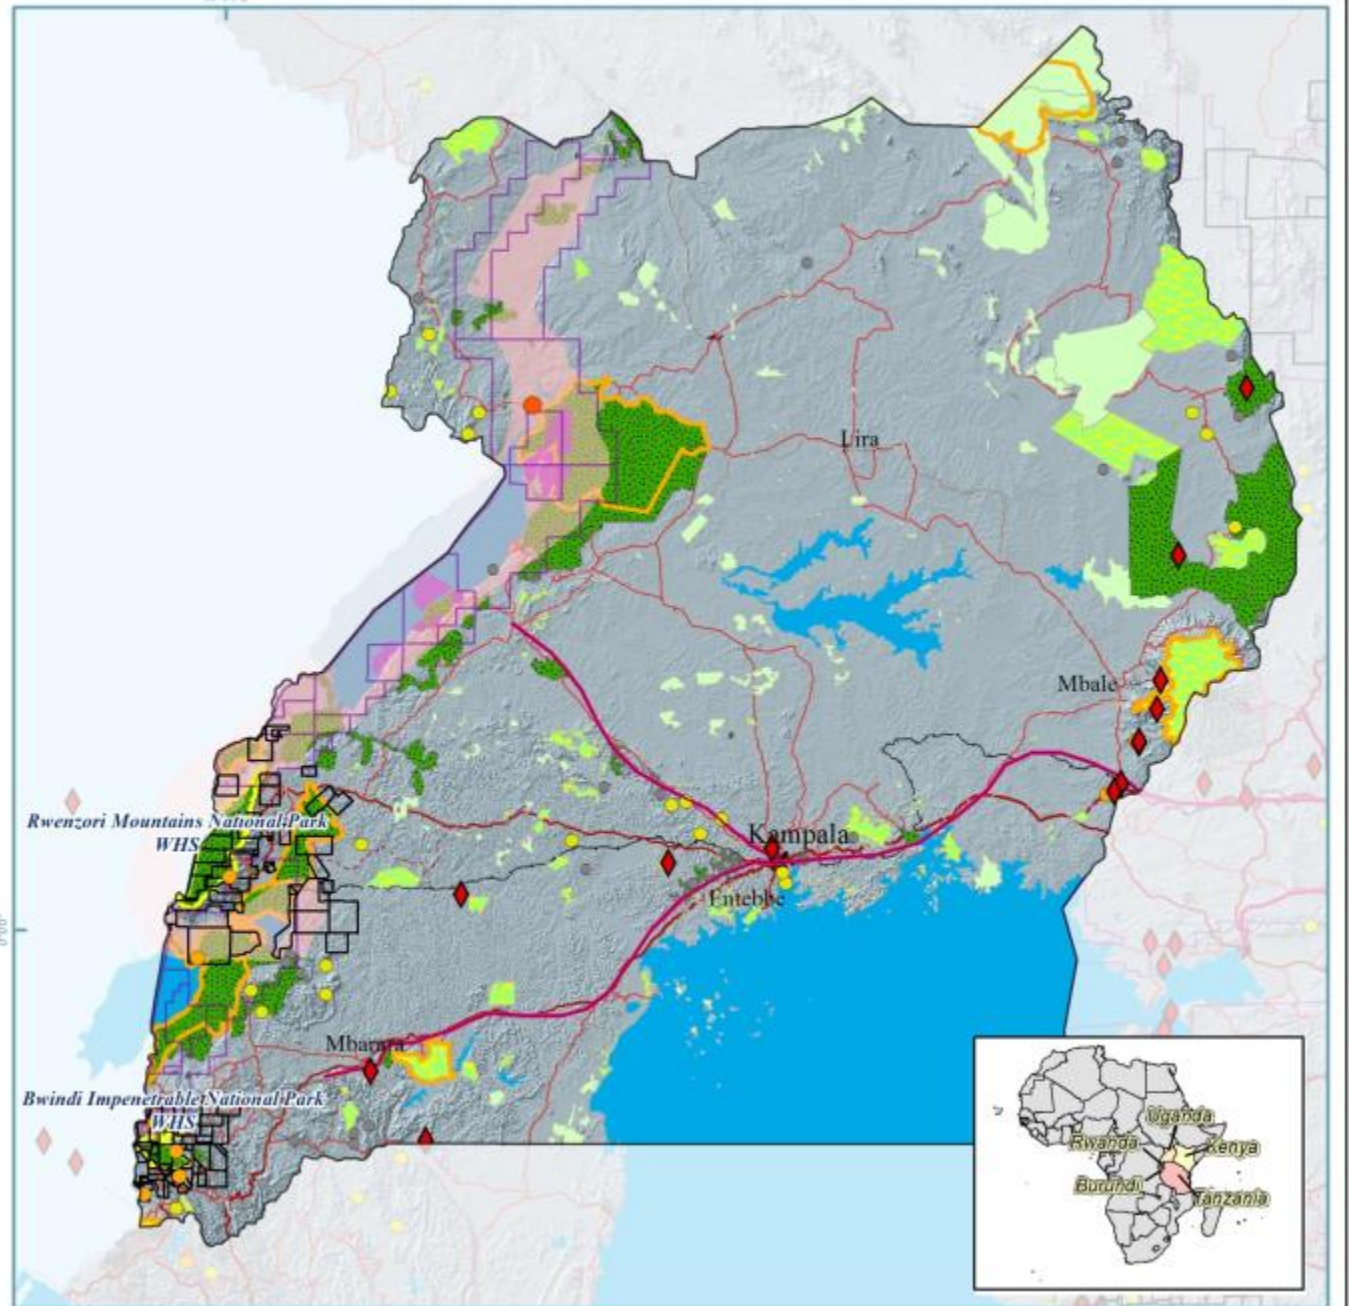 Lira
Mbale
Rwenzori Mountains National Park
WHS
Kampala
Entebbe
Mbarara
Bwindi Impenetrable National Park
WHS
Uganda
Rwanda
Kenya
Burundi
Tanzania